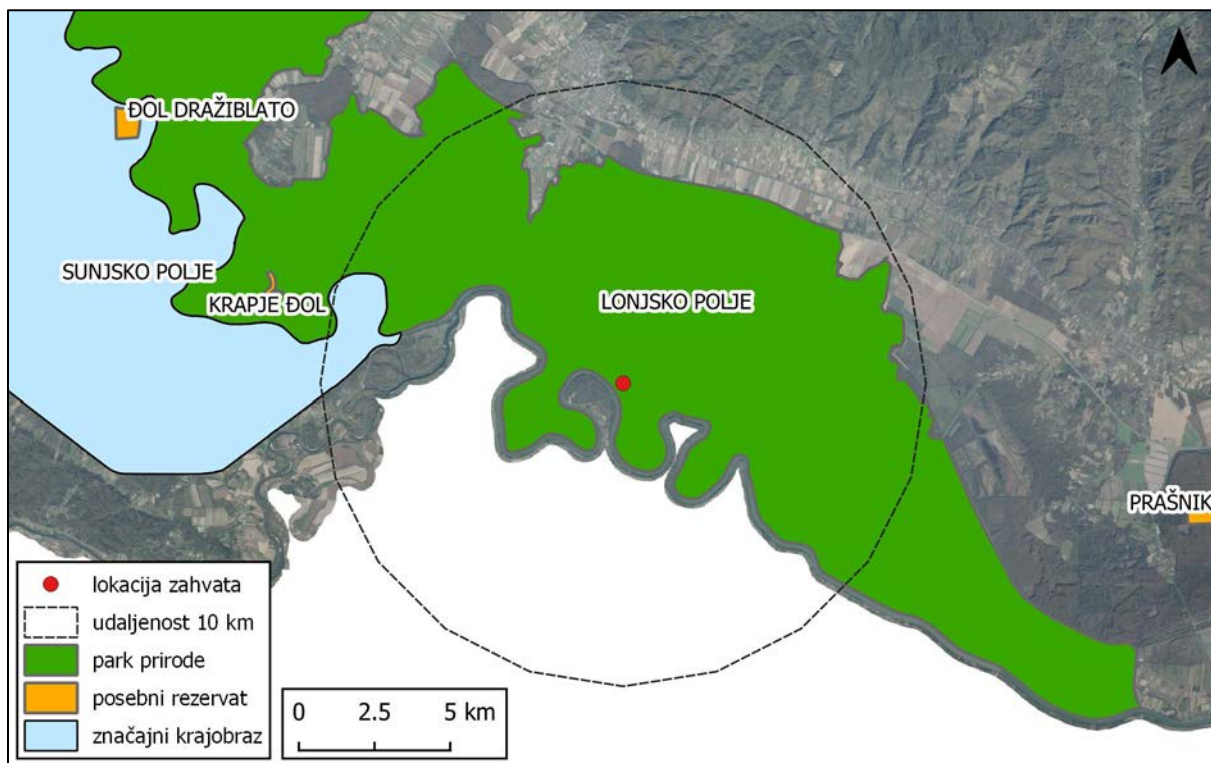 ĐOL DRAŽIBLATO
SUNJSKO POLJE
KRAPJE ĐOL
LONJSKO POLJE
PRAŠNIK
lokacija zahvata
udaljenost 10 km
park prirode
posebni rezervat
značajni krajobraz
0 2.5 5 km